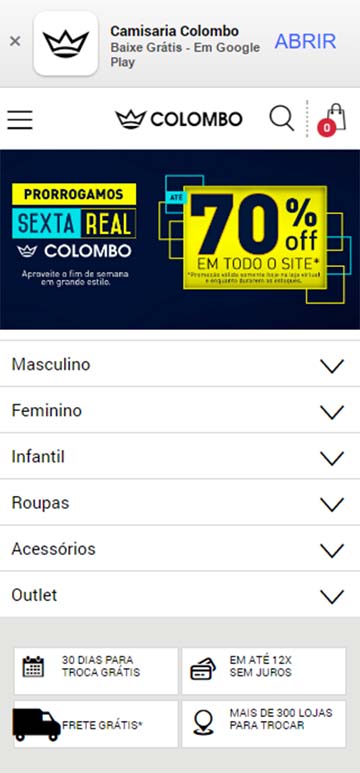 Camisaria Colombo
Baixe Grátis - Em Google
Play
ABRIR
COLOMBO
0
PRORROGAMOS
SEXTA REAL
COLOMBO
Aproveite o fim de semana
em grande estilo.
ATÉ
70% off
EM TODO O SITE*
*Promoção válida somente hoje na loja virtual
e enquanto durarem os estoques.
Masculino
Feminino
Infantil
Roupas
Acessórios
Outlet
30 DIAS PARA
TROCA GRÁTIS
EM ATÉ 12X
SEM JUROS
FRETE GRÁTIS*
MAIS DE 300 LOJAS
PARA TROCAR